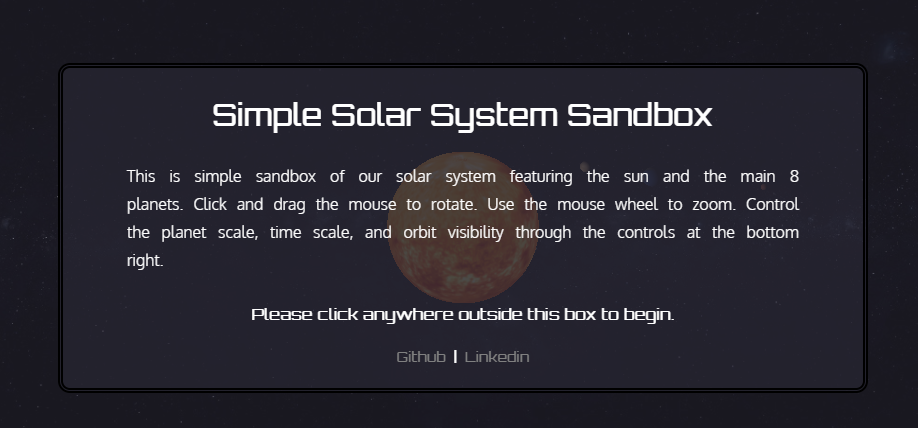 Simple Solar System Sandbox
This is simple sandbox of our solar system featuring the sun and the main 8
planets. Click and drag the mouse to rotate. Use the mouse wheel to zoom. Control
the planet scale, time scale, and orbit visibility through the controls at the bottom
right.
Please click anywhere outside this box to begin.
Github | Linkedin